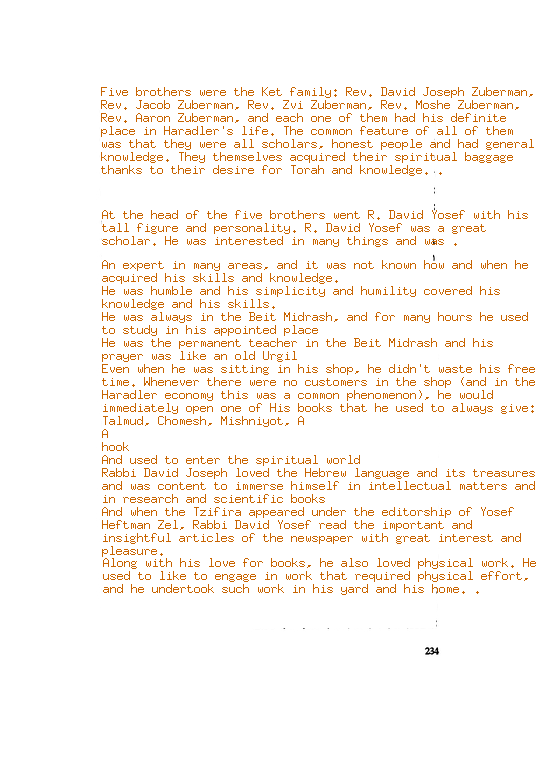 Five brothers were the Ket family: Rev. David Joseph Zuberman,
Rev. Jacob Zuberman, Rev. Zvi Zuberman, Rev. Moshe Zuberman,
Rev. Aaron Zuberman, and each one of them had his definite
place in Haradler's life. The common feature of all of them
was that they were all scholars, honest people and had general
knowledge. They themselves acquired their spiritual baggage
thanks to their desire for Torah and knowledge. .
At the head of the five brothers went R. David Yosef with his
tall figure and personality. R. David Yosef was a great
scholar. He was interested in many things and was .
An expert in many areas, and it was not known how and when he
acquired his skills and knowledge.
He was humble and his simplicity and humility covered his
knowledge and his skills.
He was always in the Beit Midrash, and for many hours he used
to study in his appointed place
He was the permanent teacher in the Beit Midrash and his
prayer was like an old Urgil
Even when he was sitting in his shop, he didn't waste his free
time. Whenever there were no customers in the shop (and in the
Haradler economy this was a common phenomenon), he would
immediately open one of His books that he used to always give:
Talmud, Chomesh, Mishniyot, A
A
hook
And used to enter the spiritual world
Rabbi David Joseph loved the Hebrew language and its treasures
and was content to immerse himself in intellectual matters and
in research and scientific books
And when the Tzifira appeared under the editorship of Yosef
Heftman Zel, Rabbi David Yosef read the important and
insightful articles of the newspaper with great interest and
pleasure.
Along with his love for books, he also loved physical work. He
used to like to engage in work that required physical effort,
and he undertook such work in his yard and his home. .
234